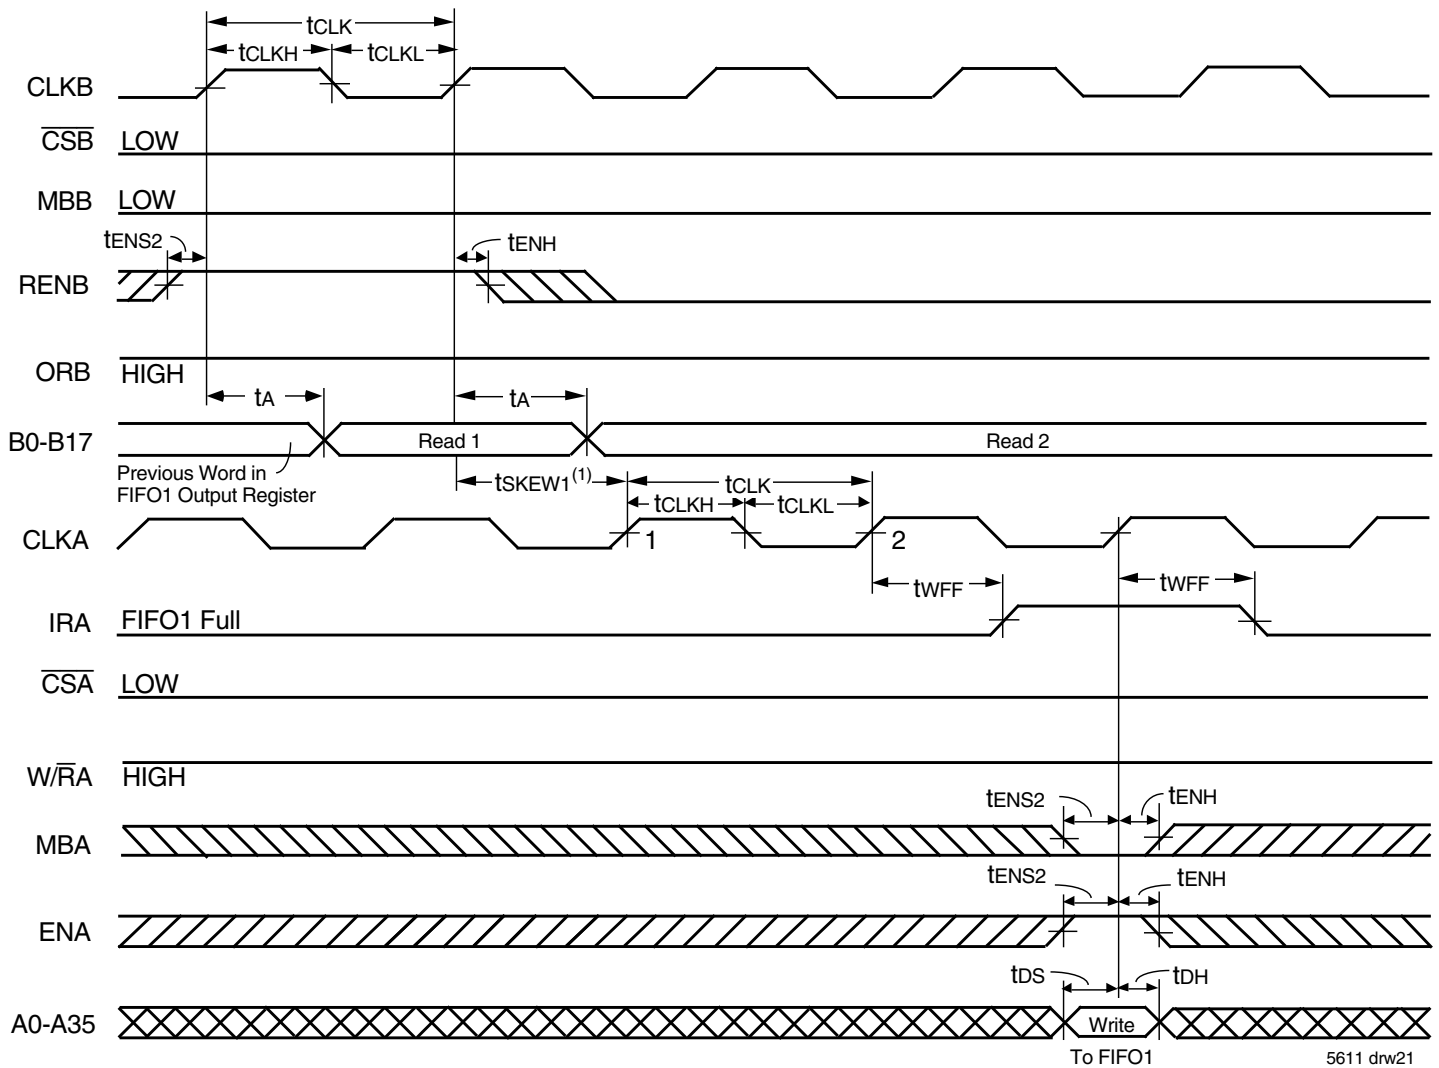 tCLK
tCLKH tCLKL
CLKB
CSB LOW
MBB LOW
tENS2 tENH
RENB
ORB HIGH
tA tA
B0-B17 Read 1 Read 2
Previous Word in
FIFO1 Output Register
tSKEW1(1) tCLK
tCLKH tCLKL
CLKA 1 2
tWFF tWFF
IRA FIFO1 Full
CSA LOW
W/RA HIGH
tENS2 tENH
MBA
tENS2 tENH
ENA
tDS tDH
A0-A35 Write
To FIFO1 5611 drw21